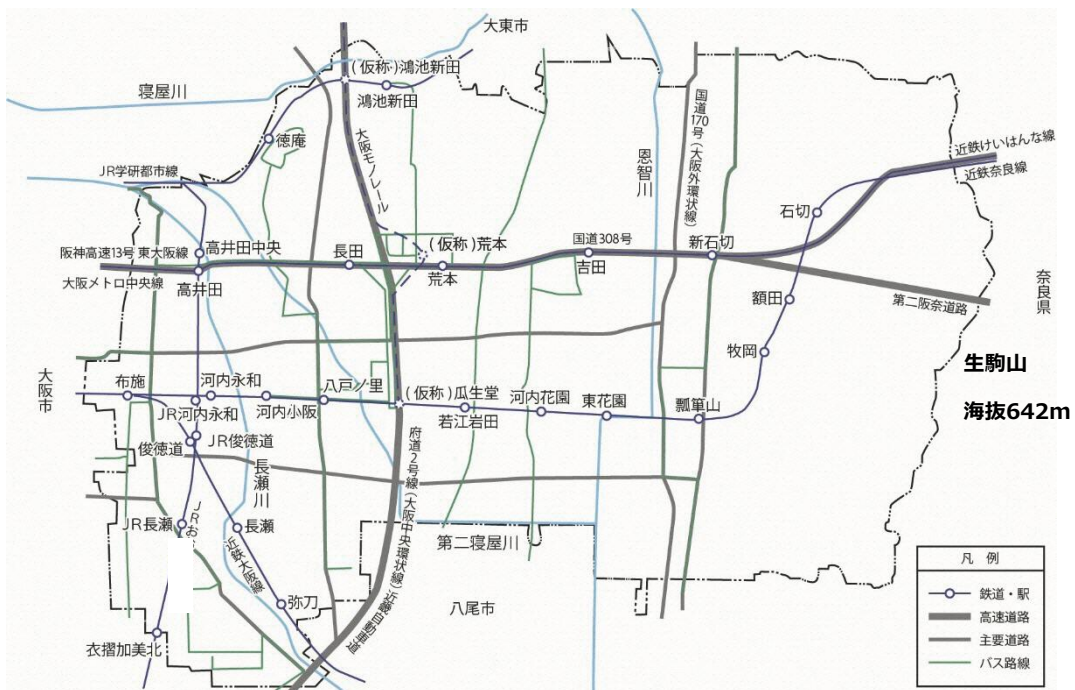 大東市
(仮称)鴻池新田
寝屋川
鴻池新田
徳庵
大阪モノレール
国道170号(大阪外環状線)
恩智川
近鉄けいはんな線
近鉄奈良線
JR学研都市線
石切
阪神高速13号 東大阪線
高井田中央
長田
(仮称)荒本
国道308号
新石切
大阪メトロ中央線
高井田
荒本
吉田
額田
第二阪奈道路
奈良県
牧岡
生駒山
海抜642m
大阪市
布施
河内永和
八戸ノ里
(仮称)瓜生堂
河内花園
東花園
瓢箪山
JR河内永和
河内小阪
若江岩田
JR俊徳道
俊徳道
長瀬川
府道2号線(大阪中央環状線)近畿自動車道
JR長瀬
JRお
長瀬
近鉄大阪線
第二寝屋川
弥刀
八尾市
衣摺加美北
凡 例
鉄道・駅
高速道路
主要道路
バス路線